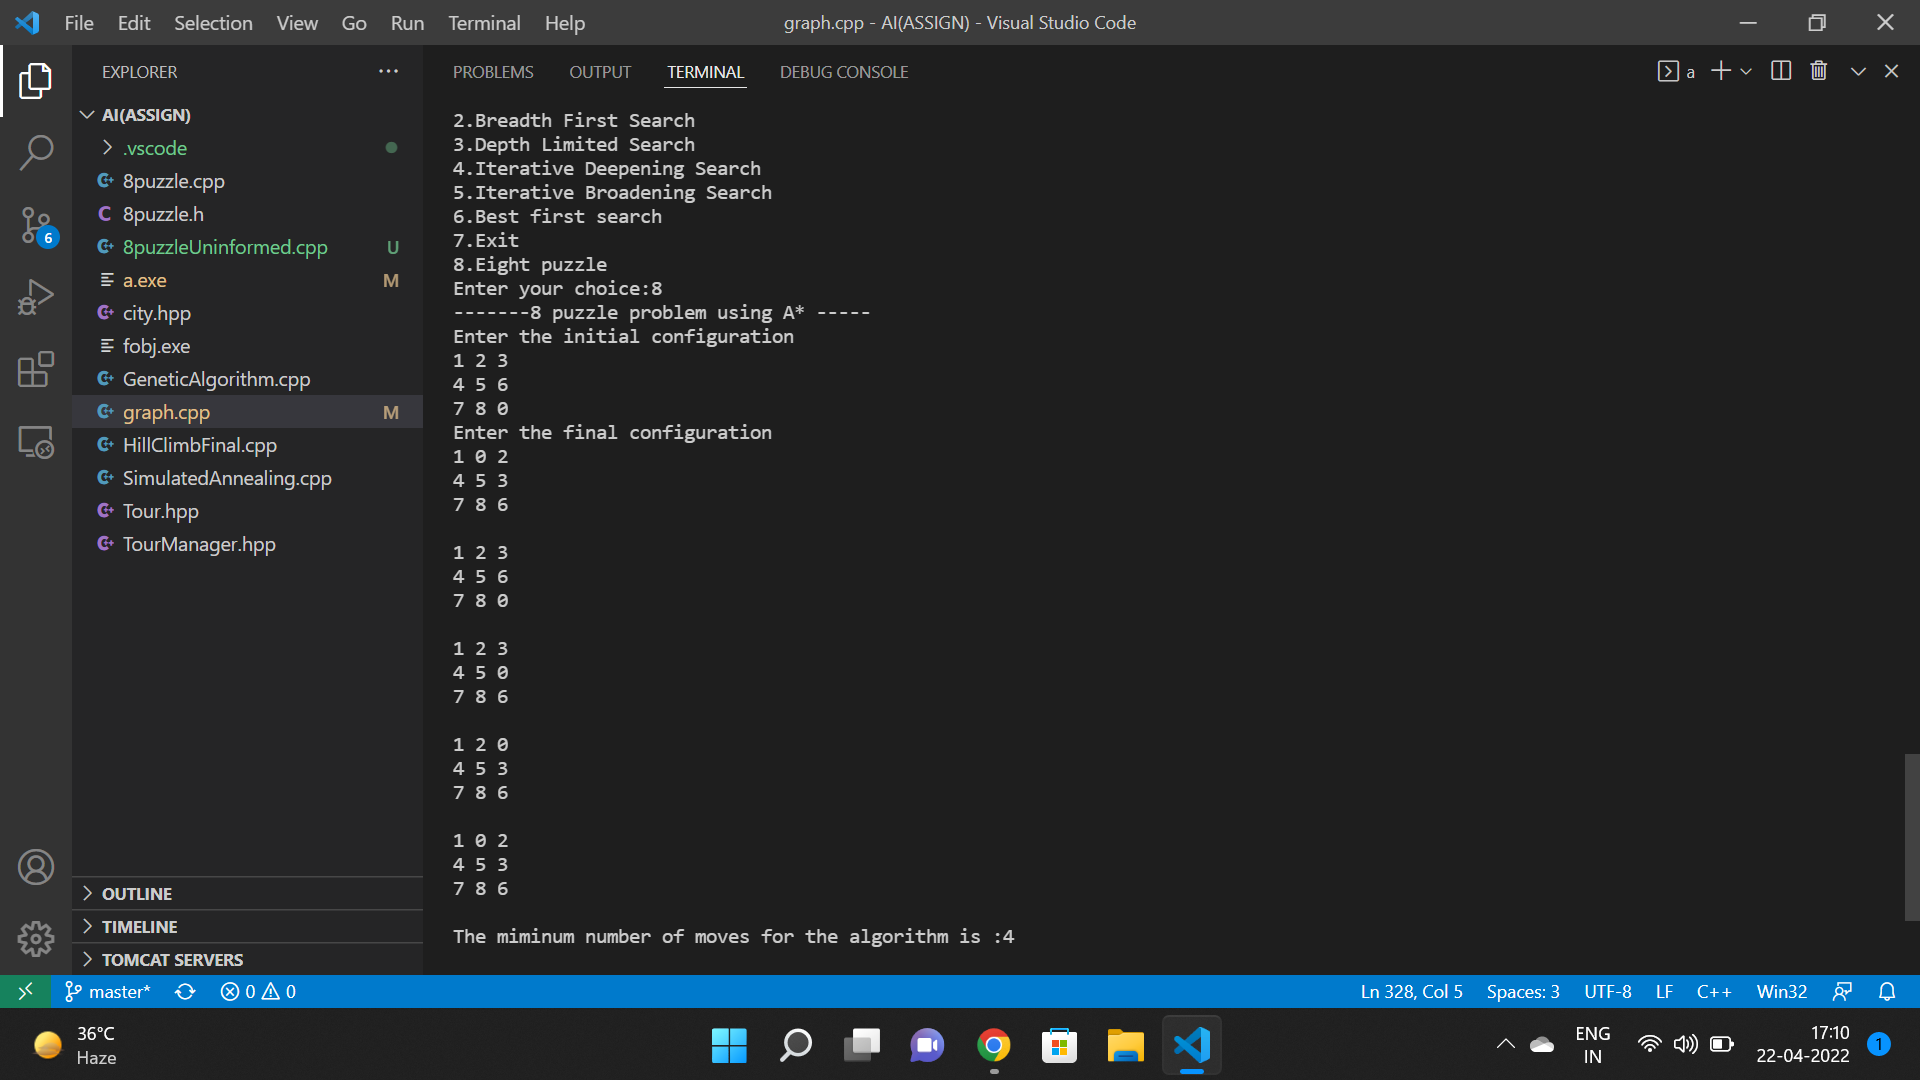 File Edit Selection View Go Run Terminal Help
graph.cpp - AI(ASSIGN) - Visual Studio Code
EXPLORER
AI(ASSIGN)
.vscode
8puzzle.cpp
8puzzle.h
8puzzleUninformed.cpp U
a.exe M
city.hpp
fobj.exe
GeneticAlgorithm.cpp
graph.cpp M
HillClimbFinal.cpp
SimulatedAnnealing.cpp
Tour.hpp
TourManager.hpp
OUTLINE
TIMELINE
TOMCAT SERVERS
6
PROBLEMS OUTPUT TERMINAL DEBUG CONSOLE
a
2.Breadth First Search
3.Depth Limited Search
4.Iterative Deepening Search
5.Iterative Broadening Search
6.Best first search
7.Exit
8.Eight puzzle
Enter your choice:8
-------8 puzzle problem using A* -----
Enter the initial configuration
1 2 3
4 5 6
7 8 0
Enter the final configuration
1 0 2
4 5 3
7 8 6
1 2 3
4 5 6
7 8 0
1 2 3
4 5 0
7 8 6
1 2 0
4 5 3
7 8 6
1 0 2
4 5 3
7 8 6
The miminum number of moves for the algorithm is :4
master* 0 0
Ln 328, Col 5 Spaces: 3 UTF-8 LF C++ Win32
36°C
Haze
ENG
IN
17:10
22-04-2022
1